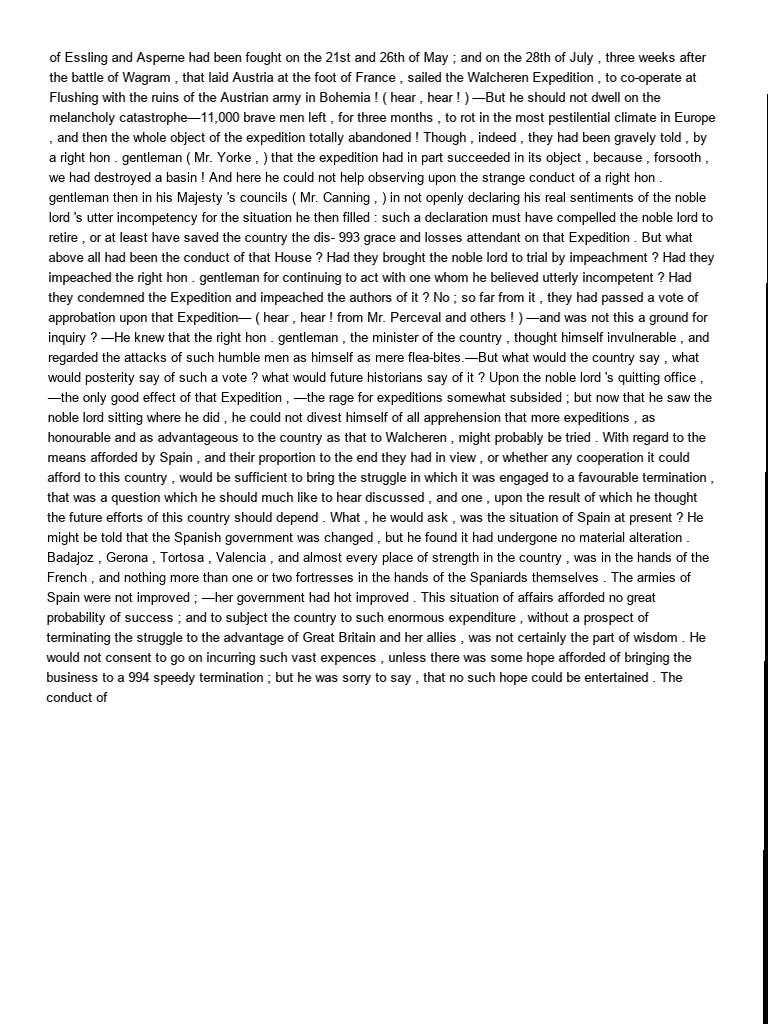 of Essling and Asperne had been fought on the 21st and 26th of May ; and on the 28th of July , three weeks after
the battle of Wagram , that laid Austria at the foot of France , sailed the Walcheren Expedition , to co-operate at
Flushing with the ruins of the Austrian army in Bohemia ! ( hear , hear ! ) —But he should not dwell on the
melancholy catastrophe—11,000 brave men left , for three months , to rot in the most pestilential climate in Europe
, and then the whole object of the expedition totally abandoned ! Though , indeed , they had been gravely told , by
a right hon . gentleman ( Mr. Yorke , ) that the expedition had in part succeeded in its object , because , forsooth ,
we had destroyed a basin ! And here he could not help observing upon the strange conduct of a right hon .
gentleman then in his Majesty 's councils ( Mr. Canning , ) in not openly declaring his real sentiments of the noble
lord 's utter incompetency for the situation he then filled : such a declaration must have compelled the noble lord to
retire , or at least have saved the country the dis- 993 grace and losses attendant on that Expedition . But what
above all had been the conduct of that House ? Had they brought the noble lord to trial by impeachment ? Had they
impeached the right hon . gentleman for continuing to act with one whom he believed utterly incompetent ? Had
they condemned the Expedition and impeached the authors of it ? No ; so far from it , they had passed a vote of
approbation upon that Expedition— ( hear , hear ! from Mr. Perceval and others ! ) —and was not this a ground for
inquiry ? —He knew that the right hon . gentleman , the minister of the country , thought himself invulnerable , and
regarded the attacks of such humble men as himself as mere flea-bites.—But what would the country say , what
would posterity say of such a vote ? what would future historians say of it ? Upon the noble lord 's quitting office ,
—the only good effect of that Expedition , —the rage for expeditions somewhat subsided ; but now that he saw the
noble lord sitting where he did , he could not divest himself of all apprehension that more expeditions , as
honourable and as advantageous to the country as that to Walcheren , might probably be tried . With regard to the
means afforded by Spain , and their proportion to the end they had in view , or whether any cooperation it could
afford to this country , would be sufficient to bring the struggle in which it was engaged to a favourable termination ,
that was a question which he should much like to hear discussed , and one , upon the result of which he thought
the future efforts of this country should depend . What , he would ask , was the situation of Spain at present ? He
might be told that the Spanish government was changed , but he found it had undergone no material alteration .
Badajoz , Gerona , Tortosa , Valencia , and almost every place of strength in the country , was in the hands of the
French , and nothing more than one or two fortresses in the hands of the Spaniards themselves . The armies of
Spain were not improved ; —her government had hot improved . This situation of affairs afforded no great
probability of success ; and to subject the country to such enormous expenditure , without a prospect of
terminating the struggle to the advantage of Great Britain and her allies , was not certainly the part of wisdom . He
would not consent to go on incurring such vast expences , unless there was some hope afforded of bringing the
business to a 994 speedy termination ; but he was sorry to say , that no such hope could be entertained . The
conduct of